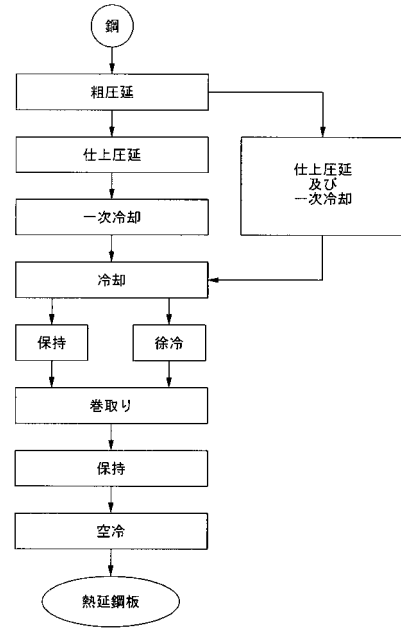 鋼
粗圧延
仕上圧延
仕上圧延
及び
一次冷却
一次冷却
冷却
保持
徐冷
巻取り
保持
空冷
熱延鋼板